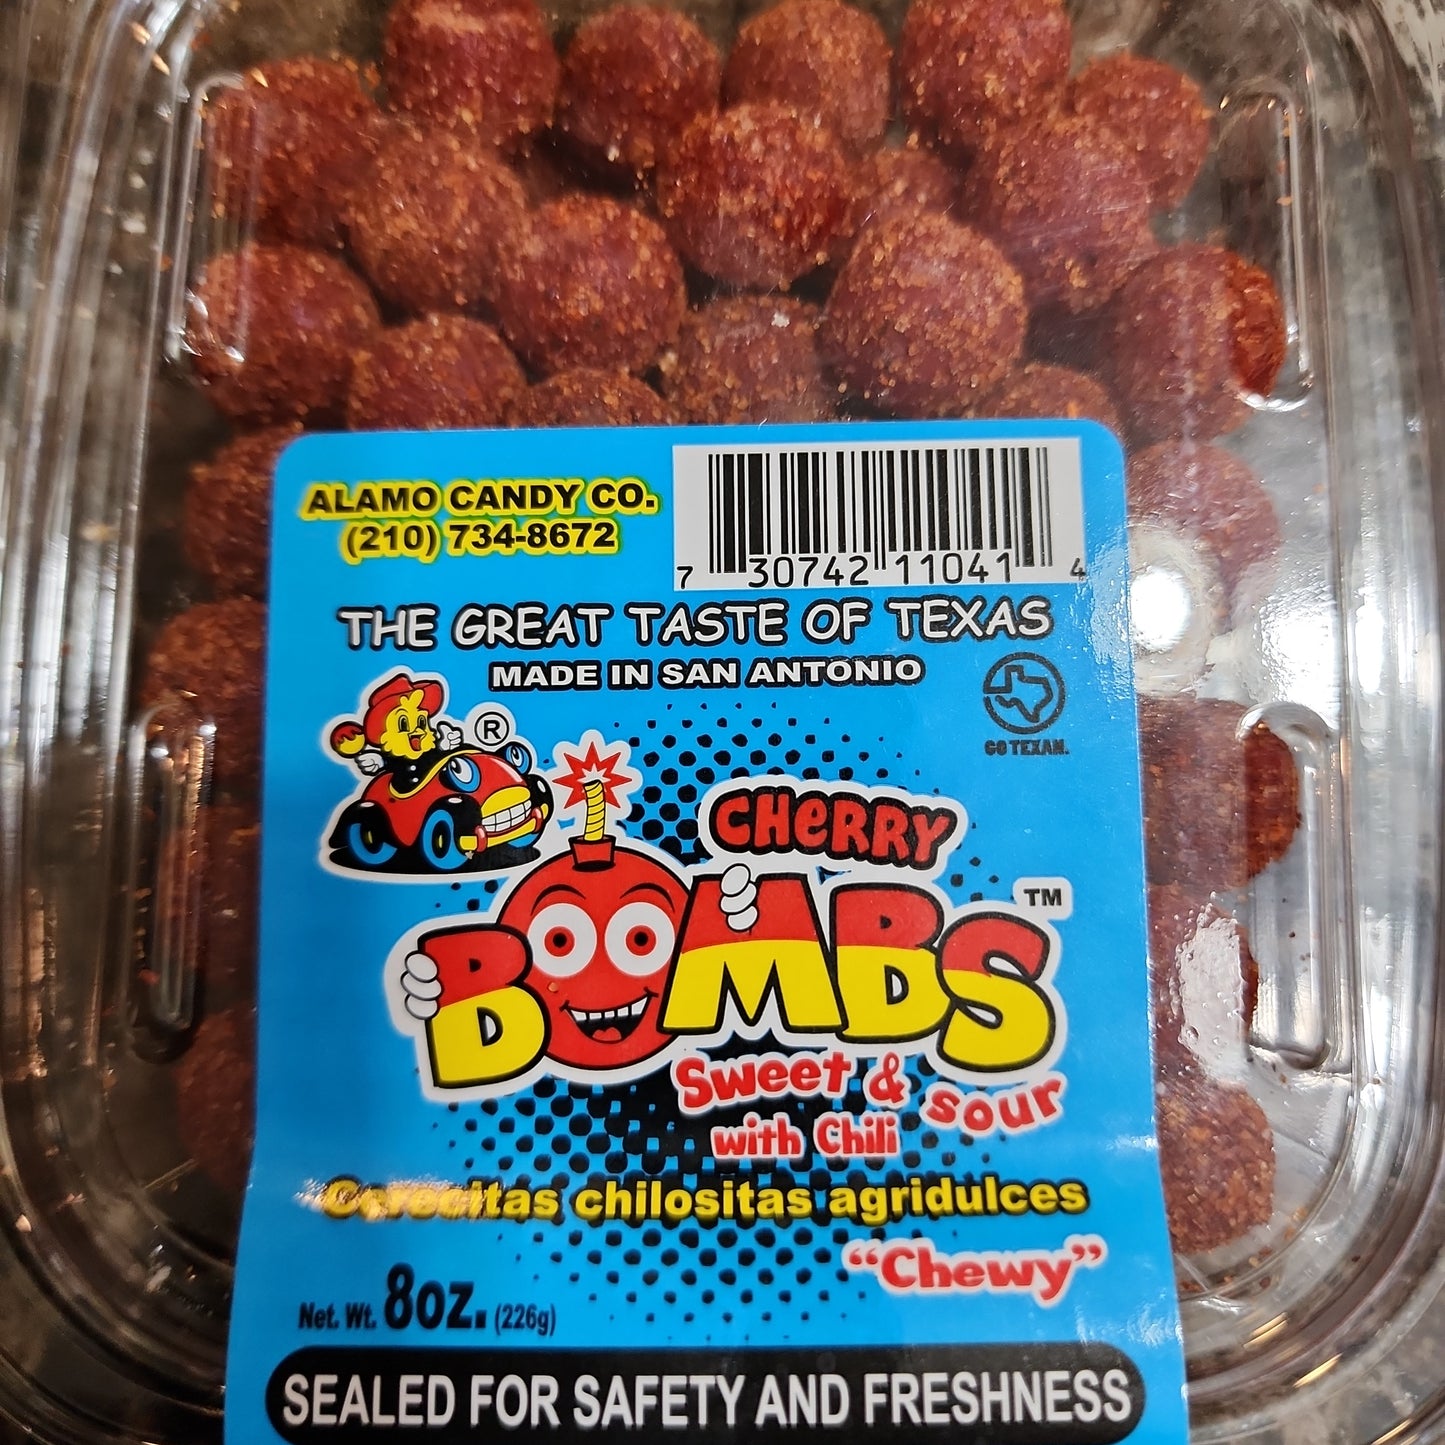 ALAMO CANDY CO.
(210) 734-8672
7 30742 11041 4
THE GREAT TASTE OF TEXAS
MADE IN SAN ANTONIO
®
GO TEXAN.
CHeRRY
BOMBS™
Sweet & sour
with Chili
Cerecitas chilositas agridulces
“Chewy”
Net. Wt. 8oz. (226g)
SEALED FOR SAFETY AND FRESHNESS